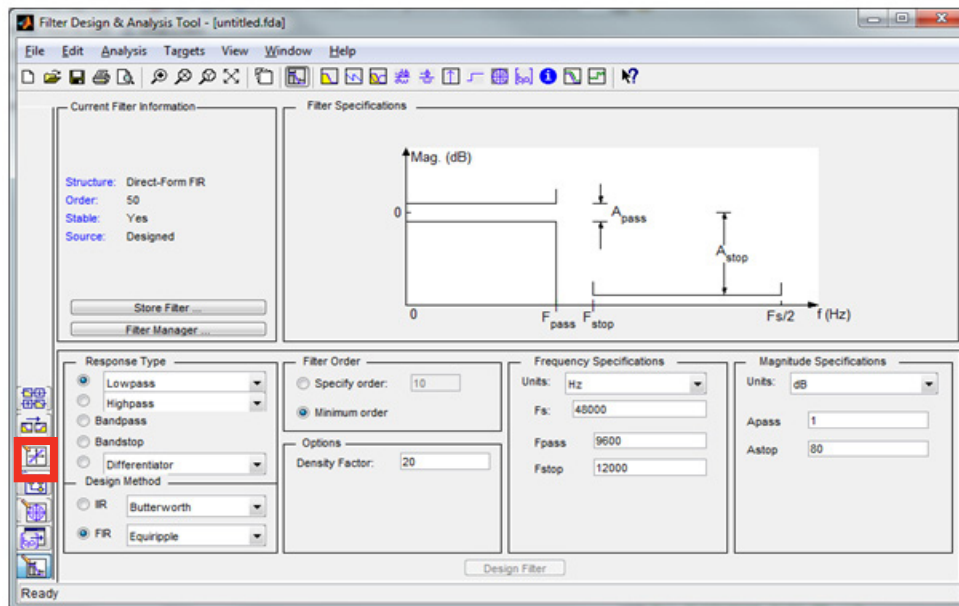 Filter Design & Analysis Tool - [untitled.fda]
File Edit Analysis Targets View Window Help
Current Filter Information
Structure: Direct-Form FIR
Order: 50
Stable: Yes
Source: Designed
Store Filter ...
Filter Manager ...
Filter Specifications
Mag. (dB)
0
Apass
Astop
0
Fpass
Fstop
Fs/2
f (Hz)
Response Type
Lowpass
Highpass
Bandpass
Bandstop
Differentiator
Design Method
IIR Butterworth
FIR Equiripple
Filter Order
Specify order: 10
Minimum order
Options
Density Factor: 20
Frequency Specifications
Units: Hz
Fs: 48000
Fpass 9600
Fstop 12000
Magnitude Specifications
Units: dB
Apass 1
Astop 80
Design Filter
Ready